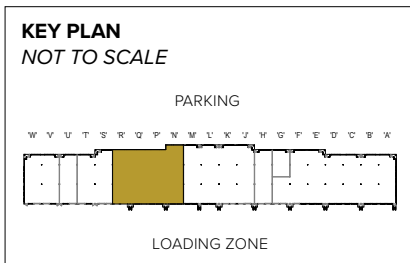 KEY PLAN
NOT TO SCALE
PARKING
'W' 'V' 'U' 'T' 'S' 'R' 'Q' 'P' 'N' 'M' 'L' 'K' 'J' 'H' 'G' 'F' 'E' 'D' 'C' 'B' 'A'
LOADING ZONE